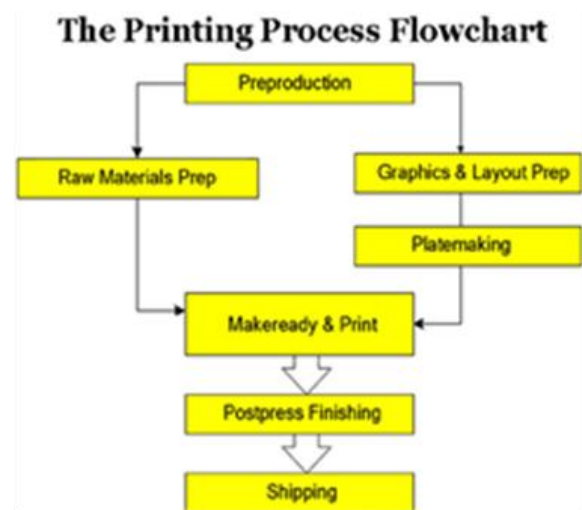 The Printing Process Flowchart
Preproduction
Raw Materials Prep
Graphics & Layout Prep
Platemaking
Makeready & Print
Postpress Finishing
Shipping